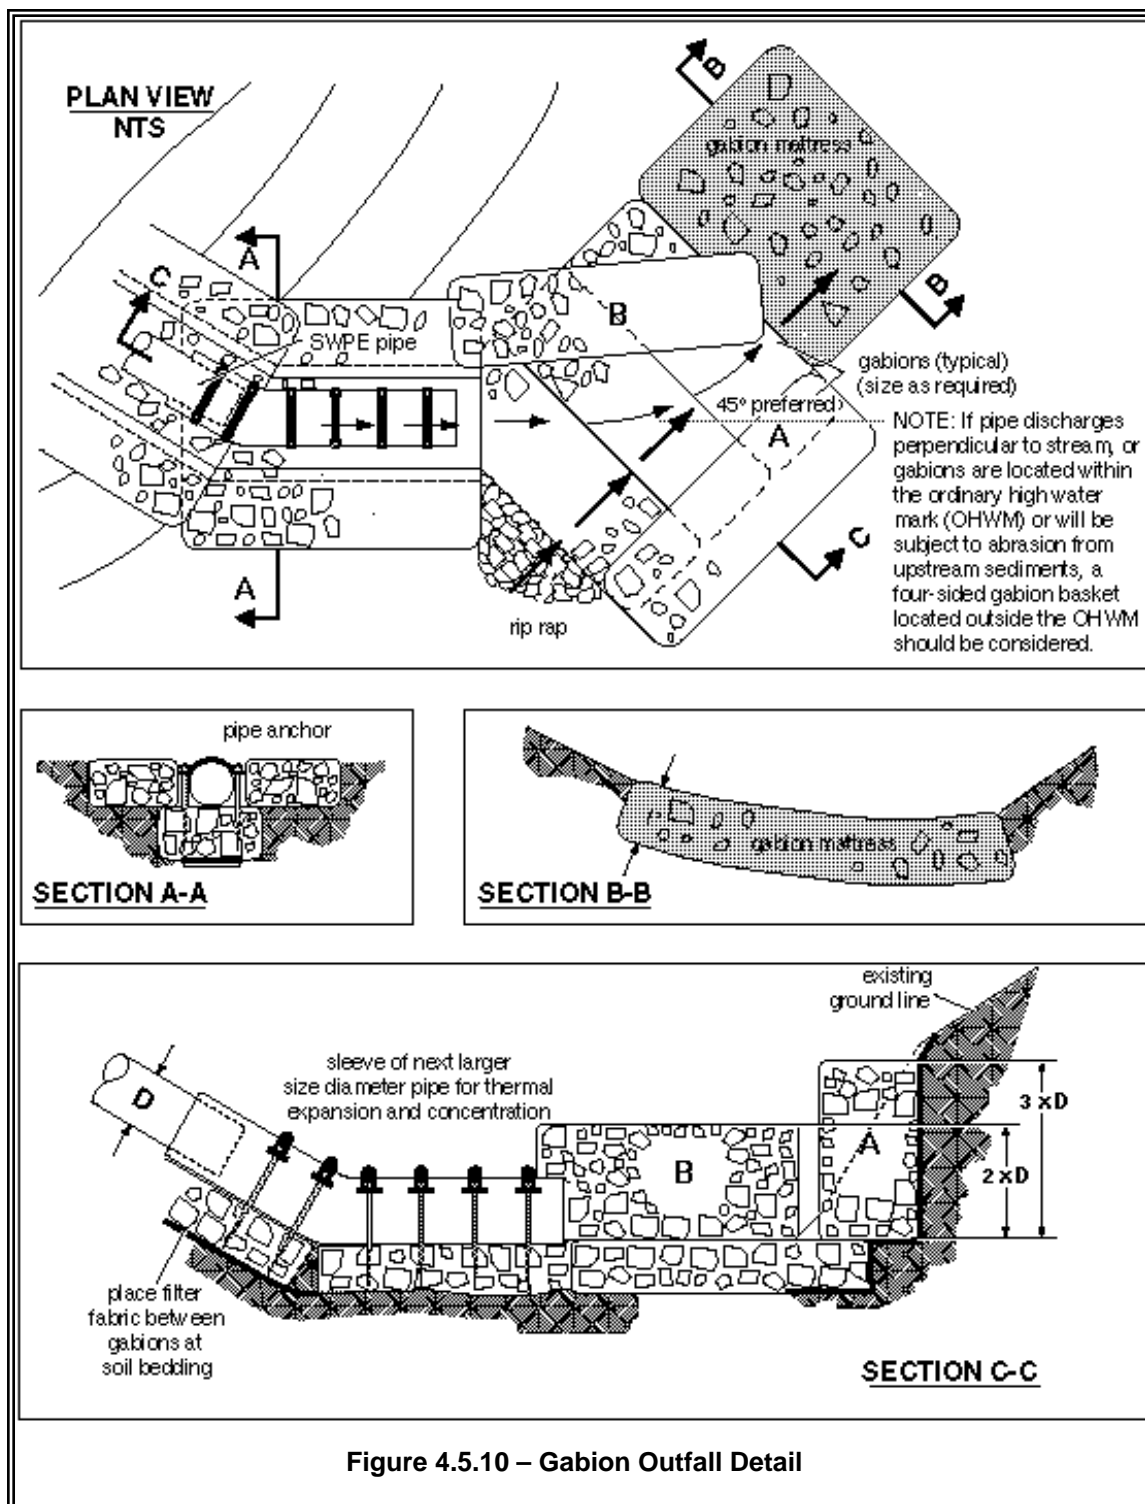 PLAN VIEW
NTS
B
D
gabion mattress
A
C
B
B
SWPE pipe
gabions (typical)
(size as required)
45° preferred
A
NOTE: If pipe discharges
perpendicular to stream, or
gabions are located within
the ordinary high water
mark (OHWM) or will be
subject to abrasion from
upstream sediments, a
four-sided gabion basket
located outside the OHWM
should be considered.
C
A
rip rap
pipe anchor
SECTION A-A
gabion mattress
SECTION B-B
existing
ground line
sleeve of next larger
size diameter pipe for thermal
expansion and concentration
D
3 x D
A
B
2 x D
place filter
fabric between
gabions at
soil bedding
SECTION C-C
Figure 4.5.10 – Gabion Outfall Detail